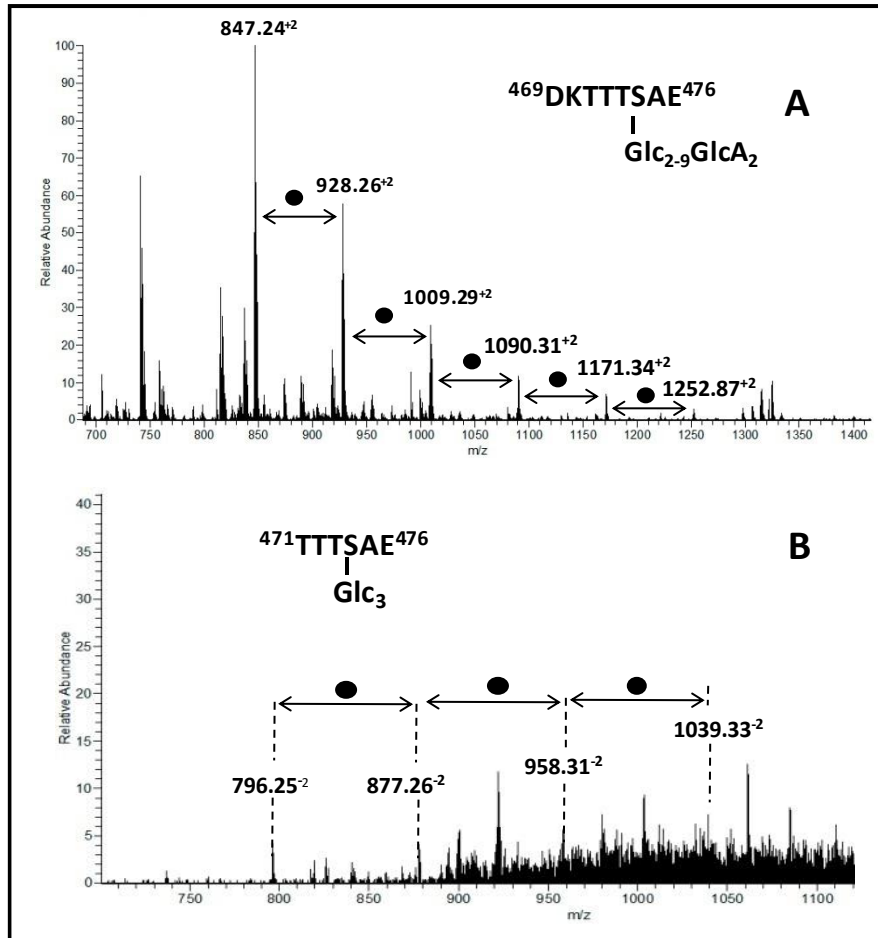 847.24+2
100
90
80
70
60
50
40
30
20
10
0
Relative Abundance
469DKTTTSAE476
A
Glc2-9GlcA2
928.26+2
1009.29+2
1090.31+2
1171.34+2
1252.87+2
700 750 800 850 900 950 1000 1050 1100 1150 1200 1250 1300 1350 1400
m/z
40
35
30
25
20
15
10
5
0
Relative Abundance
471TTTSAE476
B
Glc3
1039.33-2
796.25-2 877.26-2 958.31-2
750 800 850 900 950 1000 1050 1100
m/z